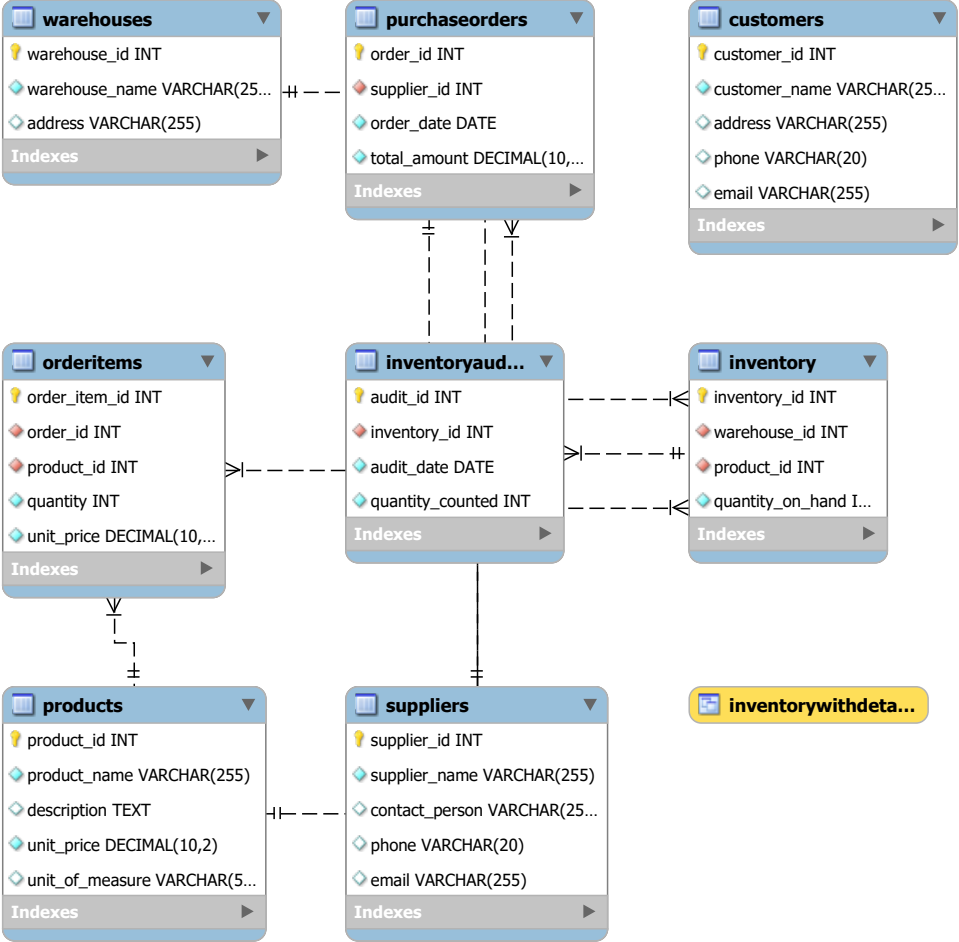 warehouses
warehouse_id INT
warehouse_name VARCHAR(25...
address VARCHAR(255)
Indexes
purchaseorders
order_id INT
supplier_id INT
order_date DATE
total_amount DECIMAL(10,...
Indexes
customers
customer_id INT
customer_name VARCHAR(25...
address VARCHAR(255)
phone VARCHAR(20)
email VARCHAR(255)
Indexes
orderitems
order_item_id INT
order_id INT
product_id INT
quantity INT
unit_price DECIMAL(10,...
Indexes
inventoryaud...
audit_id INT
inventory_id INT
audit_date DATE
quantity_counted INT
Indexes
inventory
inventory_id INT
warehouse_id INT
product_id INT
quantity_on_hand I...
Indexes
products
product_id INT
product_name VARCHAR(255)
description TEXT
unit_price DECIMAL(10,2)
unit_of_measure VARCHAR(5...
Indexes
suppliers
supplier_id INT
supplier_name VARCHAR(255)
contact_person VARCHAR(25...
phone VARCHAR(20)
email VARCHAR(255)
Indexes
inventorywithdeta...